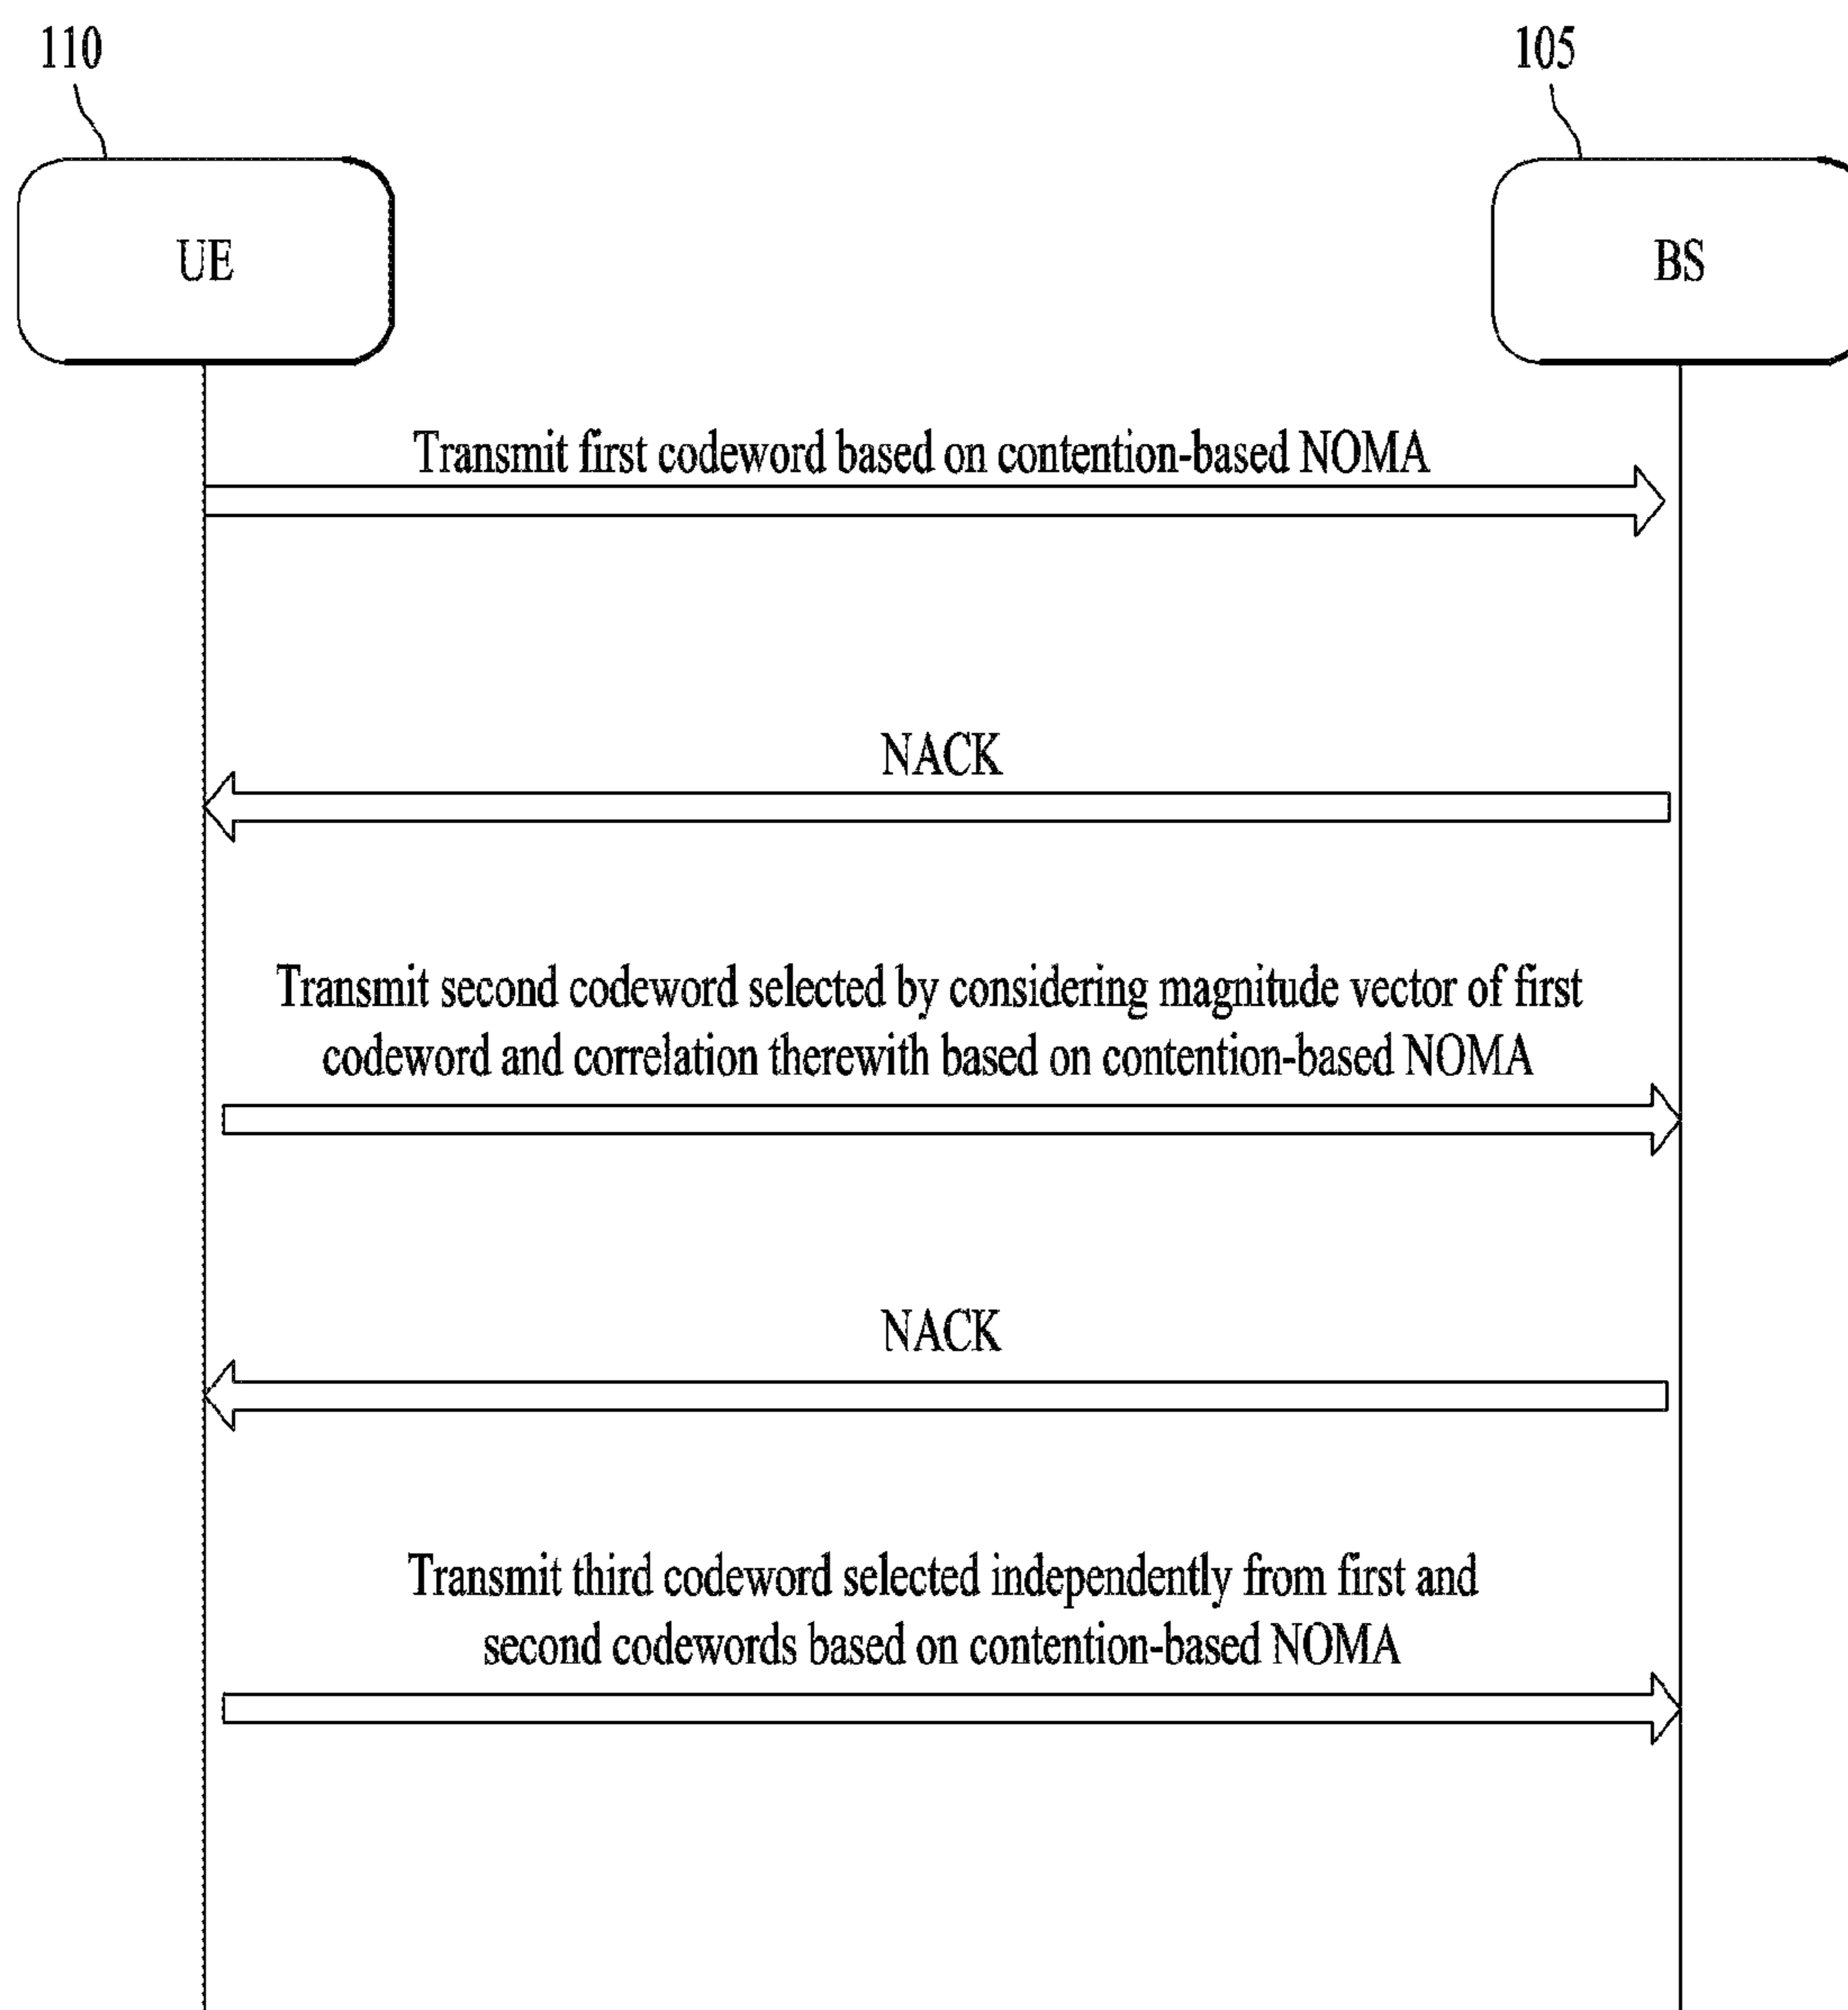 110
105
UE
BS
Transmit first codeword based on contention-based NOMA
NACK
Transmit second codeword selected by considering magnitude vector of first
codeword and correlation therewith based on contention-based NOMA
NACK
Transmit third codeword selected independently from first and
second codewords based on contention-based NOMA